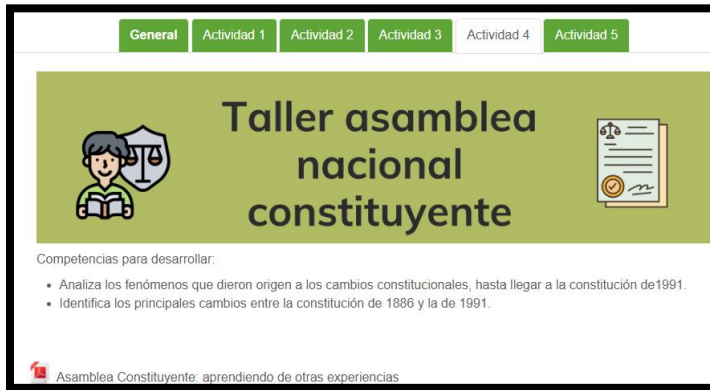 General Actividad 1 Actividad 2 Actividad 3 Actividad 4 Actividad 5
Taller asamblea
nacional
constituyente
Competencias para desarrollar:
• Analiza los fenómenos que dieron origen a los cambios constitucionales, hasta llegar a la constitución de1991.
• Identifica los principales cambios entre la constitución de 1886 y la de 1991.
Asamblea Constituyente: aprendiendo de otras experiencias